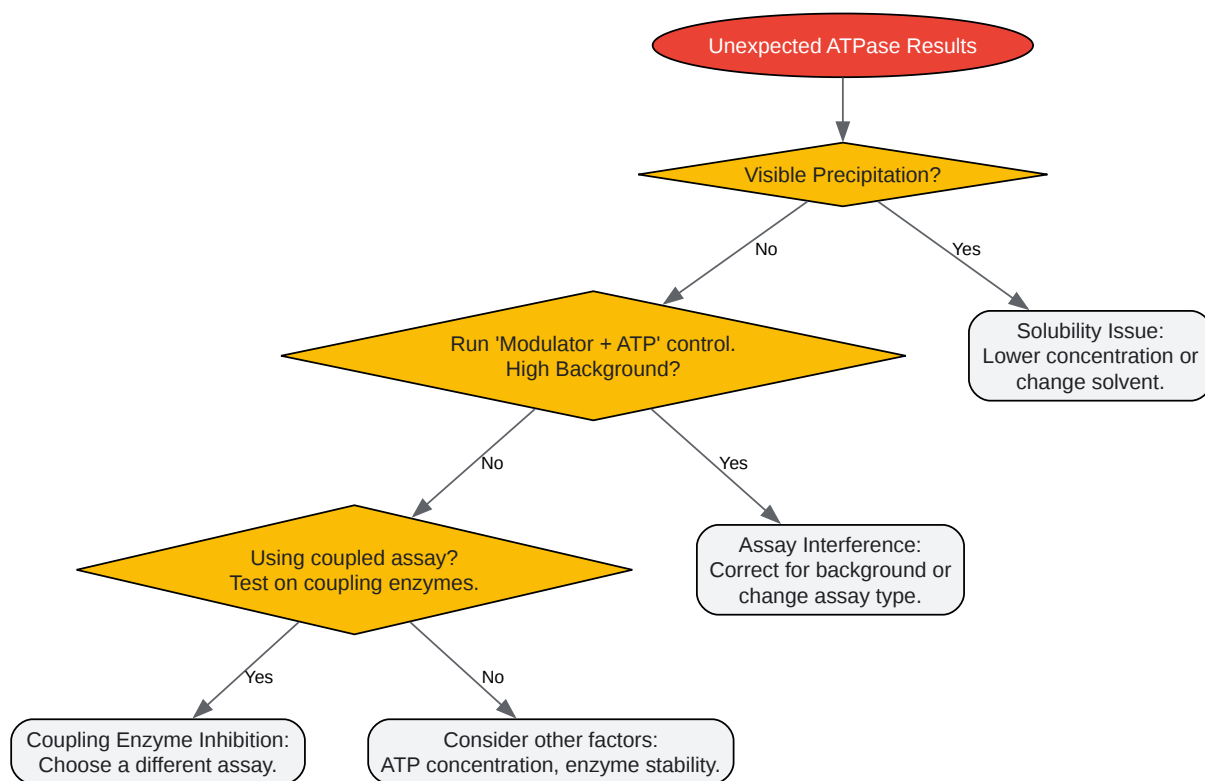 Unexpected ATPase Results
Visible Precipitation?
No
Yes
Run 'Modulator + ATP' control.
High Background?
Solubility Issue:
Lower concentration or
change solvent.
No
Yes
Using coupled assay?
Test on coupling enzymes.
Assay Interference:
Correct for background or
change assay type.
Yes
No
Coupling Enzyme Inhibition:
Choose a different assay.
Consider other factors:
ATP concentration, enzyme stability.